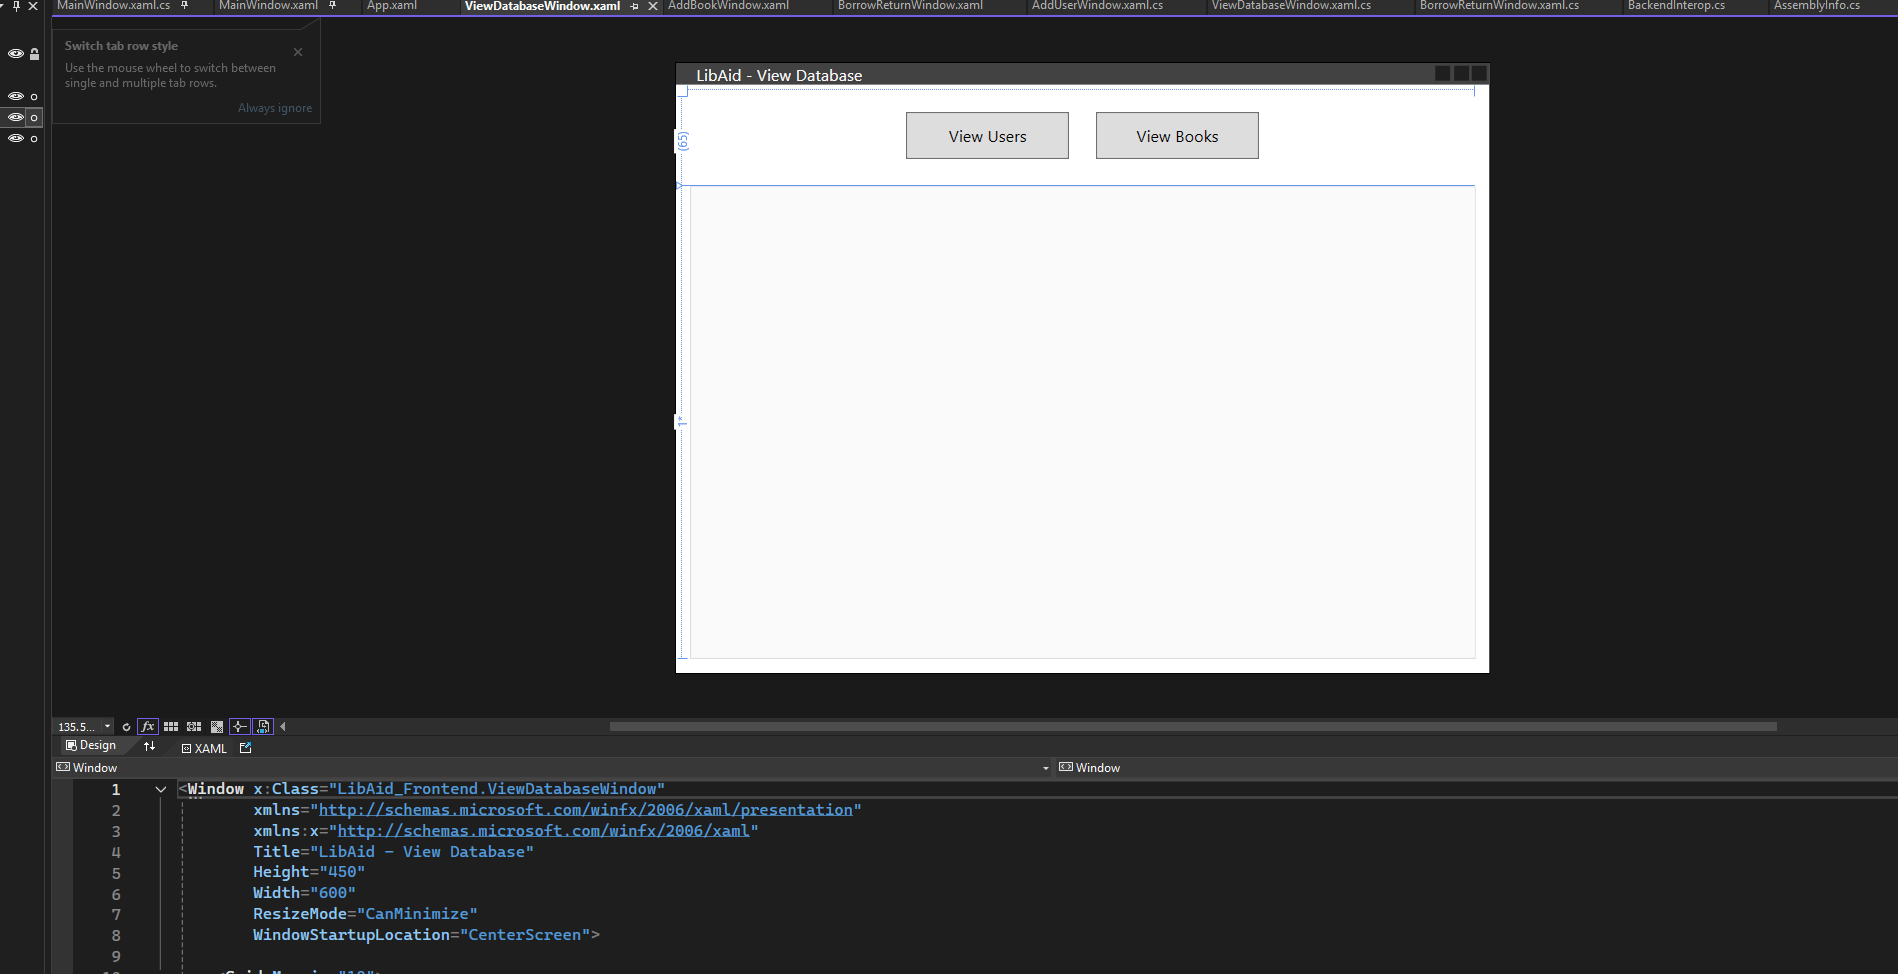 MainWindow.xaml.cs MainWindow.xaml App.xaml ViewDatabaseWindow.xaml AddBookWindow.xaml BorrowReturnWindow.xaml AddUserWindow.xaml.cs ViewDatabaseWindow.xaml.cs BorrowReturnWindow.xaml.cs BackendInterop.cs AssemblyInfo.cs
Switch tab row style
Use the mouse wheel to switch between
single and multiple tab rows.
Always ignore
LibAid - View Database
View Users View Books
(65)
1*
135.5...
fx
Design XAML
Window Window
1 <Window x:Class="LibAid_Frontend.ViewDatabaseWindow"
2 xmlns="http://schemas.microsoft.com/winfx/2006/xaml/presentation"
3 xmlns:x="http://schemas.microsoft.com/winfx/2006/xaml"
4 Title="LibAid - View Database"
5 Height="450"
6 Width="600"
7 ResizeMode="CanMinimize"
8 WindowStartupLocation="CenterScreen">
9